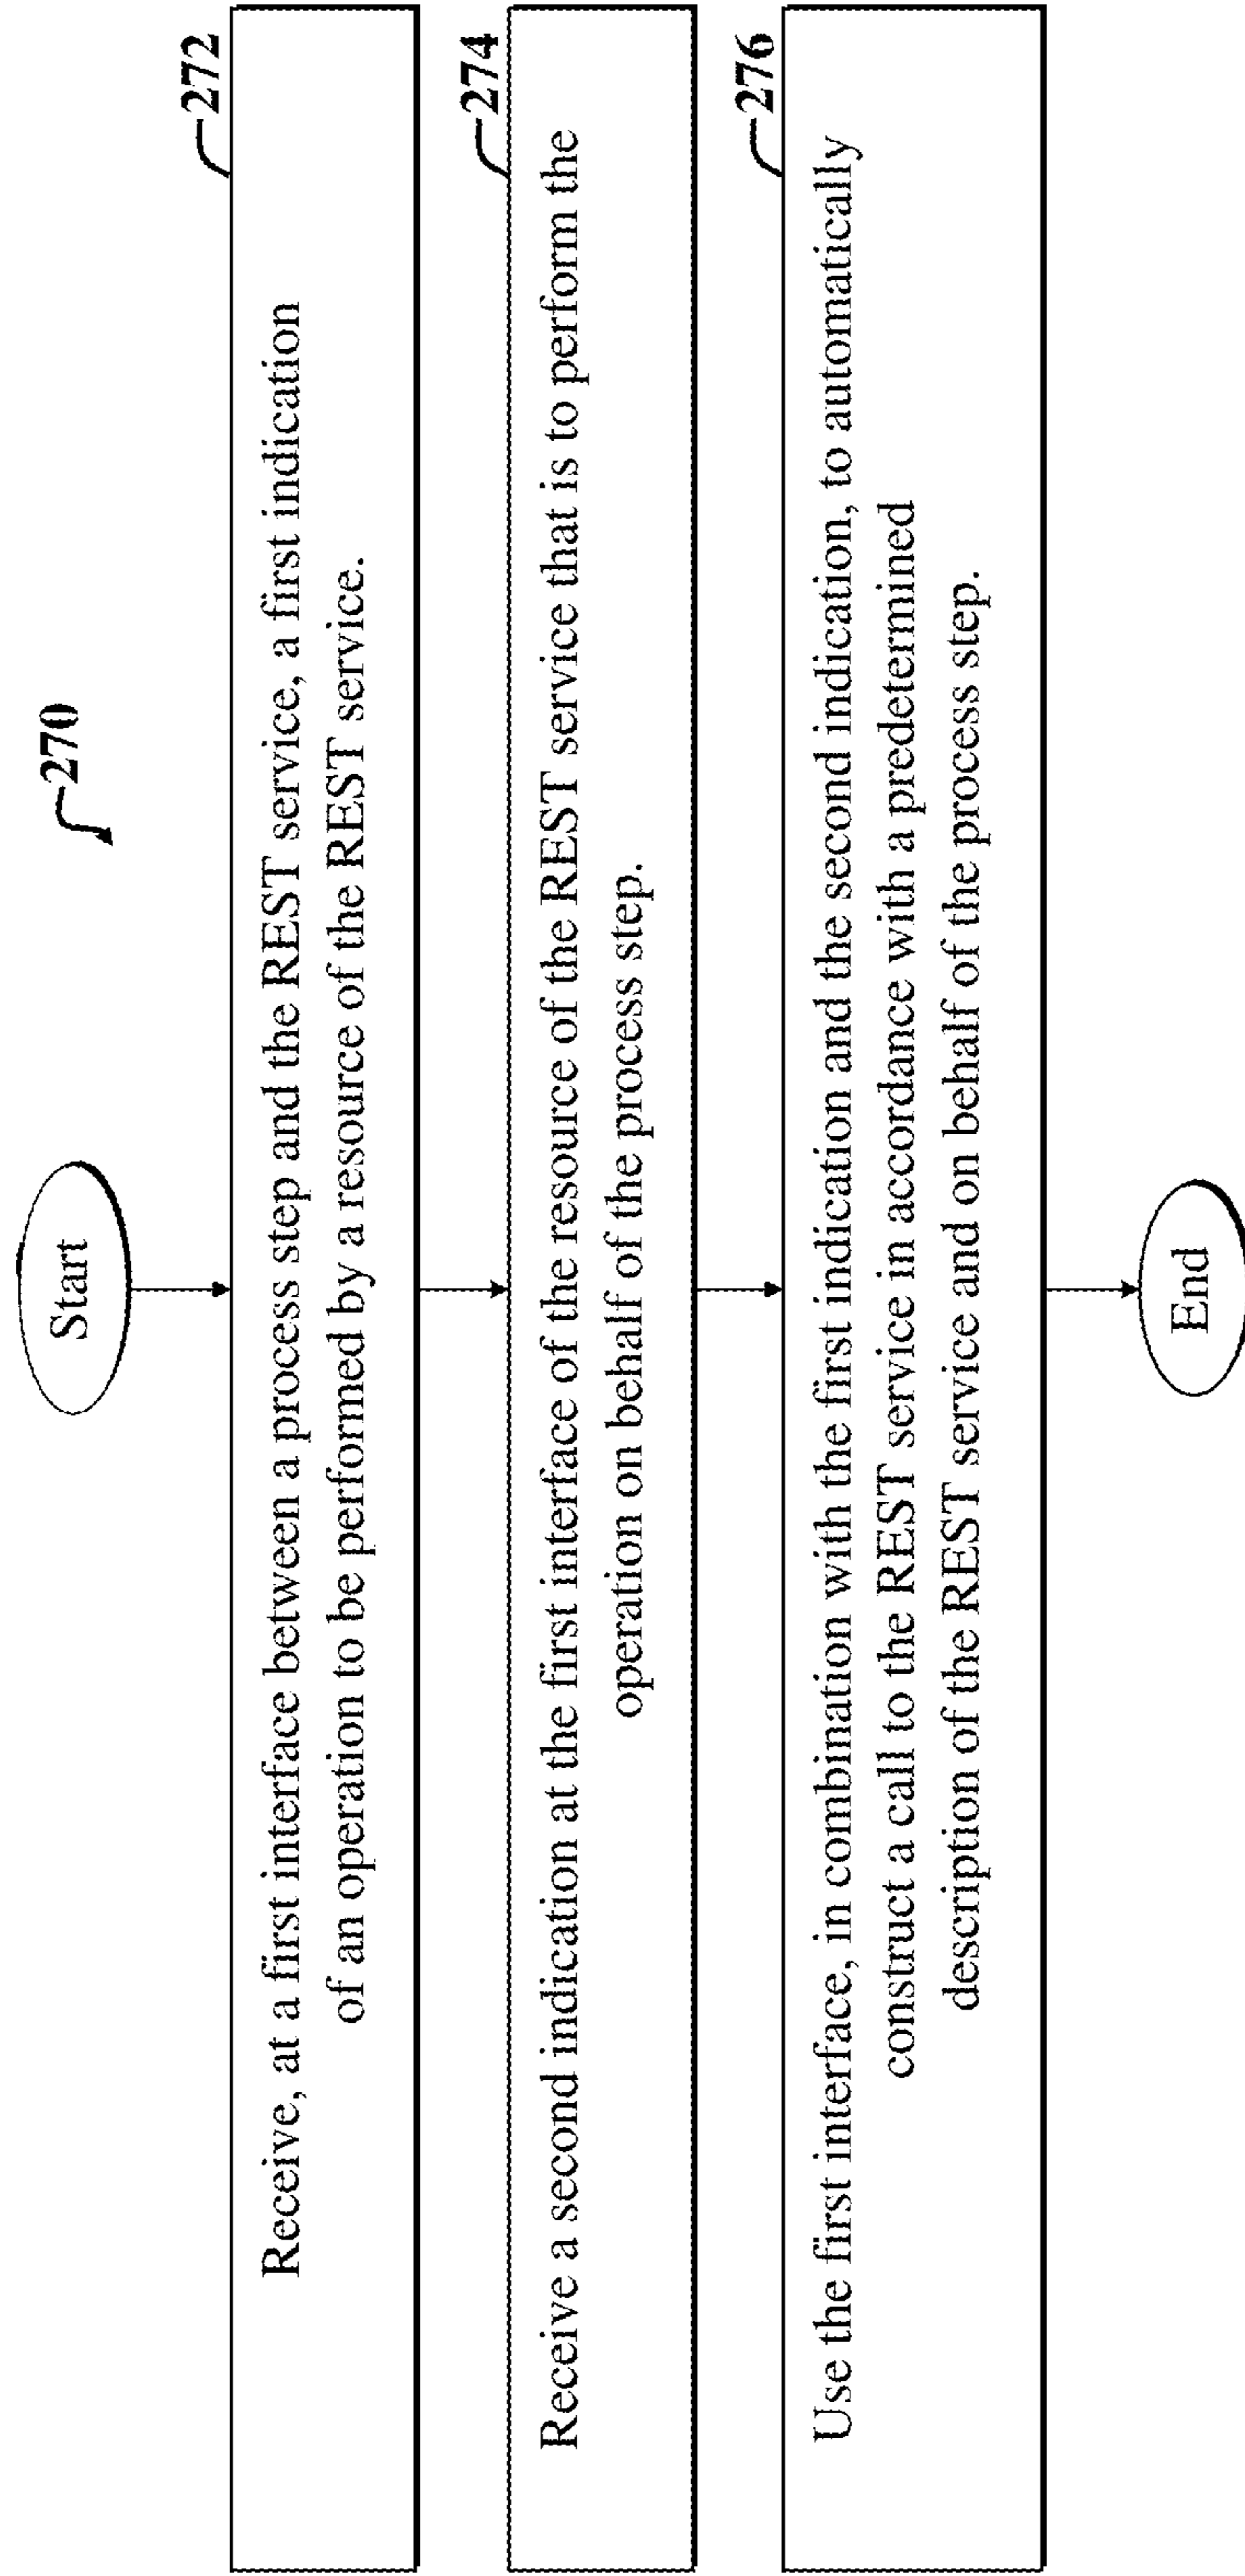 270
Start
272
Receive, at a first interface between a process step and the REST service, a first indication
of an operation to be performed by a resource of the REST service.
274
Receive a second indication at the first interface of the resource of the REST service that is to perform the
operation on behalf of the process step.
276
Use the first interface, in combination with the first indication and the second indication, to automatically
construct a call to the REST service in accordance with a predetermined
description of the REST service and on behalf of the process step.
End